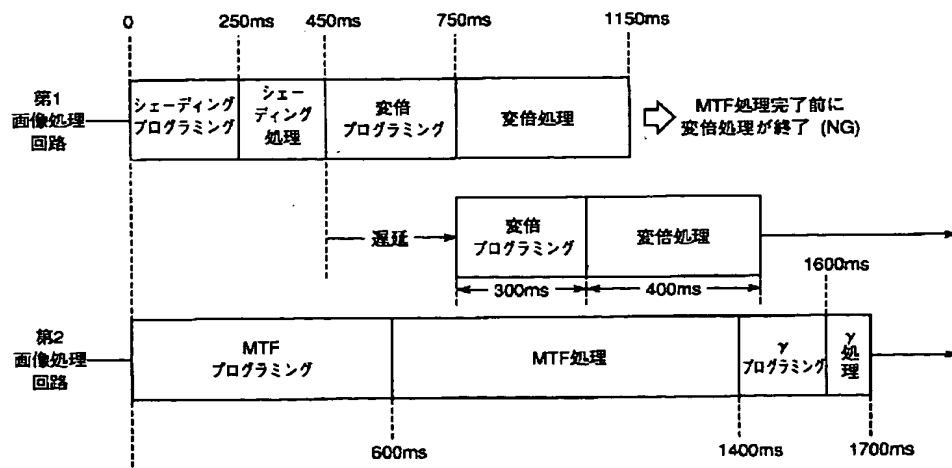 0 250ms 450ms 750ms 1150ms
第1
画像処理
回路
シェーディング
プログラミング
シェー
ディング
処理
変倍
プログラミング
変倍処理
MTF処理完了前に
変倍処理が終了 (NG)
遅延
変倍
プログラミング
変倍処理
300ms 400ms
1600ms
第2
画像処理
回路
MTF
プログラミング
MTF処理
γ
プログラミング
γ
処
理
600ms 1400ms 1700ms